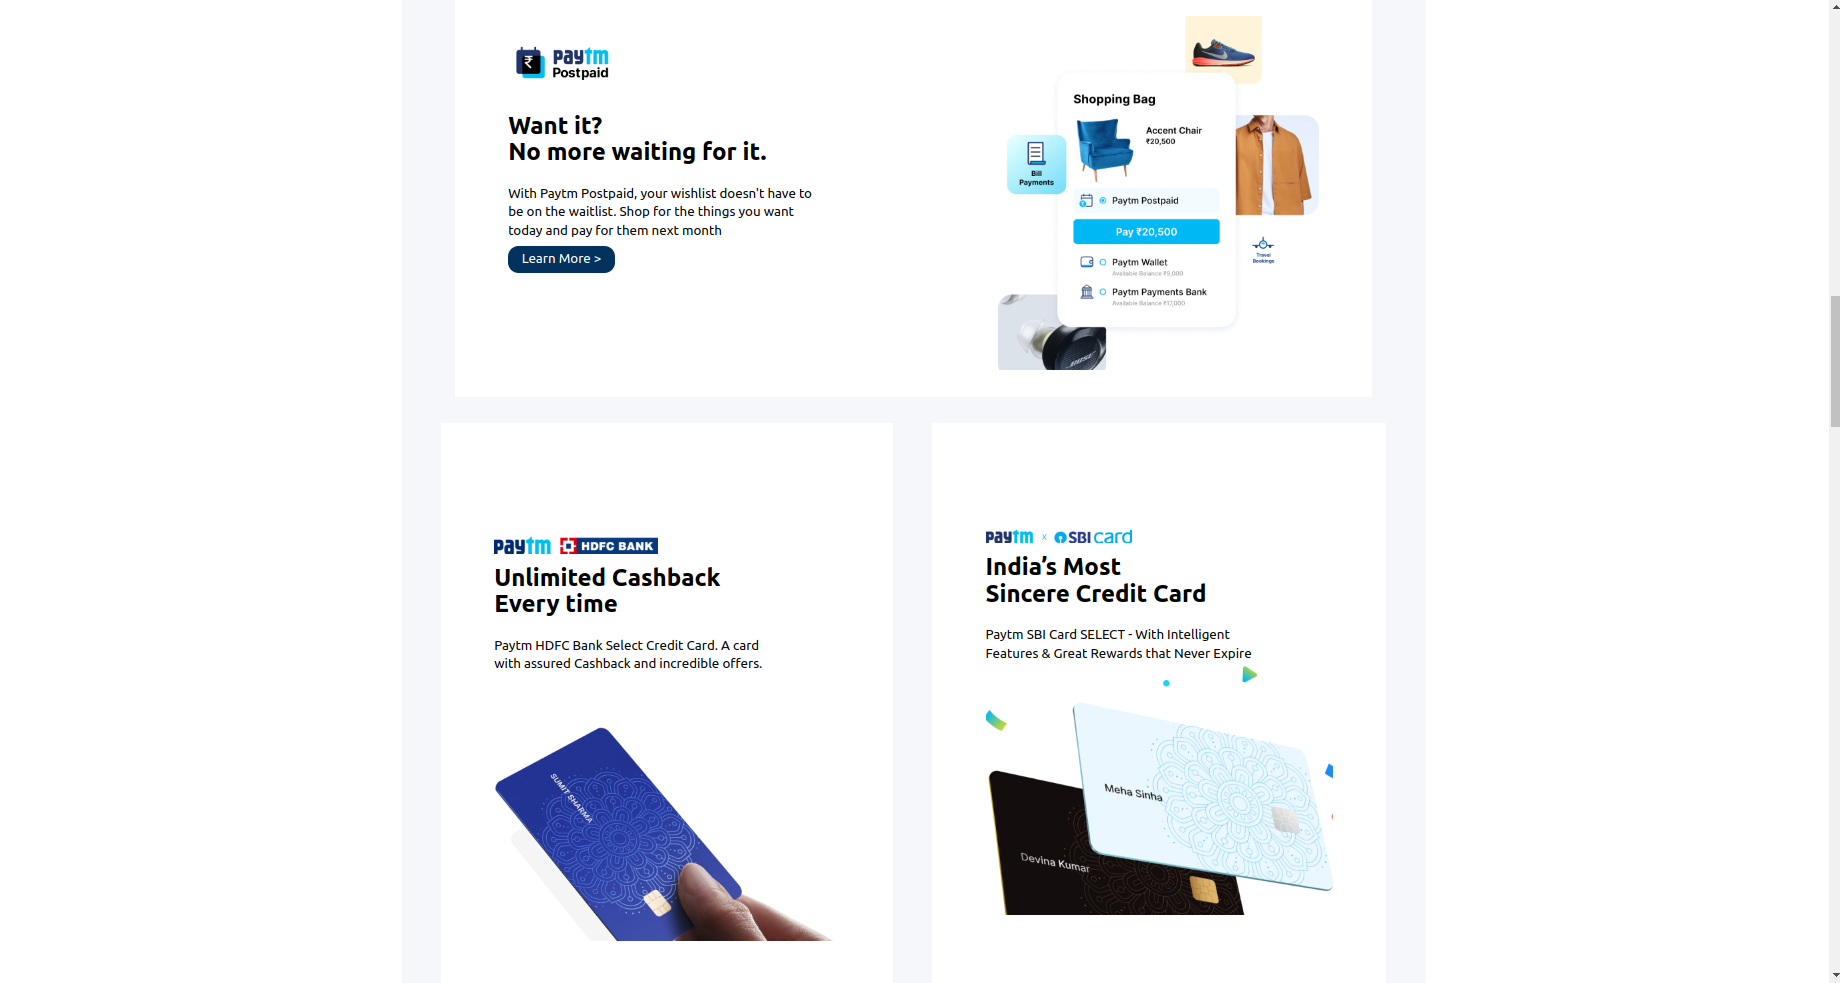 paytm
Postpaid
Want it?
No more waiting for it.
With Paytm Postpaid, your wishlist doesn't have to
be on the waitlist. Shop for the things you want
today and pay for them next month
Learn More >
Shopping Bag
Accent Chair
₹20,500
Bill
Payments
Paytm Postpaid
Pay ₹20,500
Travel
Bookings
Paytm Wallet
Available Balance ₹9,000
Paytm Payments Bank
Available Balance ₹17,000
BOSE
paytm HDFC BANK
Unlimited Cashback
Every time
Paytm HDFC Bank Select Credit Card. A card
with assured Cashback and incredible offers.
SUMIT SHARMA
paytm x SBI card
India’s Most
Sincere Credit Card
Paytm SBI Card SELECT - With Intelligent
Features & Great Rewards that Never Expire
Meha Sinha
Devina Kumar